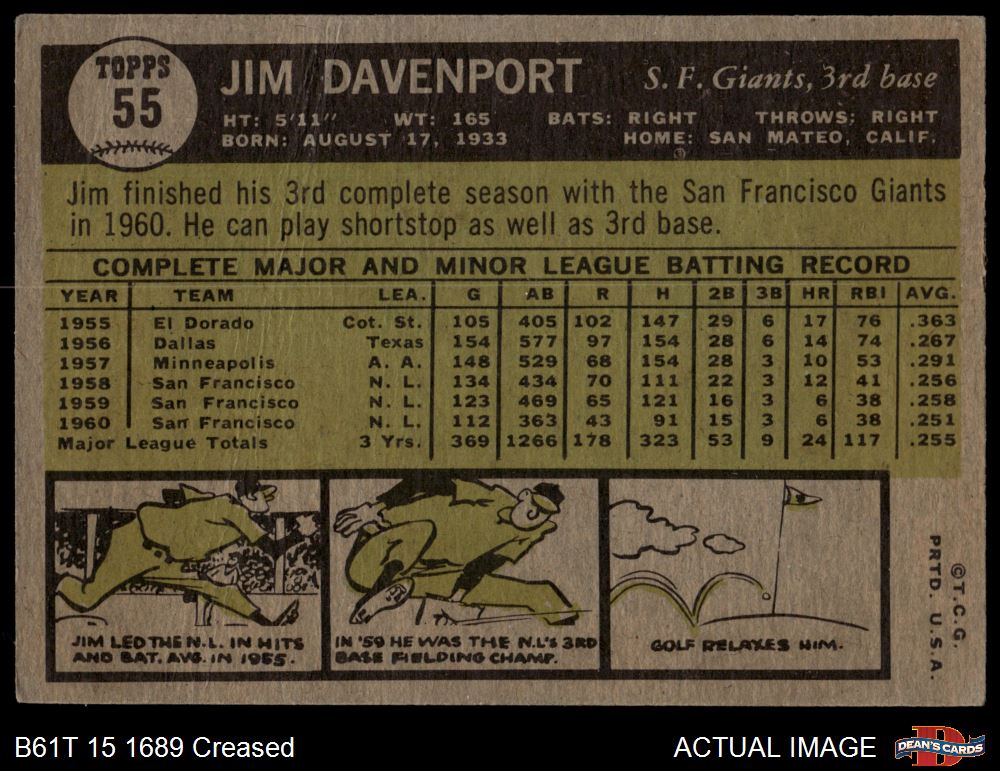 TOPPS
55
JIM DAVENPORT
S. F. Giants, 3rd base
HT: 5'11" WT: 165 BATS: RIGHT THROWS: RIGHT
BORN: AUGUST 17, 1933 HOME: SAN MATEO, CALIF.
Jim finished his 3rd complete season with the San Francisco Giants
in 1960. He can play shortstop as well as 3rd base.
COMPLETE MAJOR AND MINOR LEAGUE BATTING RECORD
YEAR TEAM LEA. G AB R H 2B 3B HR RBI AVG.
1955 El Dorado Cot. St. 105 405 102 147 29 6 17 76 .363
1956 Dallas Texas 154 577 97 154 28 6 14 74 .267
1957 Minneapolis A. A. 148 529 68 154 28 3 10 53 .291
1958 San Francisco N. L. 134 434 70 111 22 3 12 41 .256
1959 San Francisco N. L. 123 469 65 121 16 3 6 38 .258
1960 San Francisco N. L. 112 363 43 91 15 3 6 38 .251
Major League Totals 3 Yrs. 369 1266 178 323 53 9 24 117 .255
JIM LED THE N.L. IN HITS
AND BAT. AVG. IN 1955.
IN '59 HE WAS THE N.L'S 3RD
BASE FIELDING CHAMP.
GOLF RELAXES HIM.
©T.C.G.
PRTD. U.S.A.
B61T 15 1689 Creased
ACTUAL IMAGE
DEAN'S CARDS